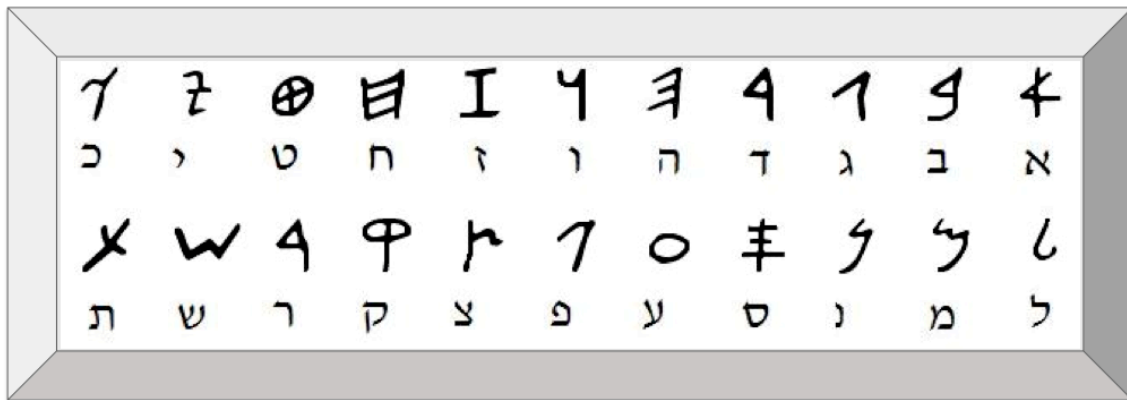 𐤀 𐤁 𐤂 𐤃 𐤄 𐤅 𐤆 𐤇 𐤈 𐤉 𐤊
א ב ג ד ה ו ז ח ט י כ
𐤋 𐤌 𐤍 𐤎 𐤏 𐤐 𐤑 𐤒 𐤓 𐤔 𐤕
ל מ נ ס ע פ צ ק ר ש ת